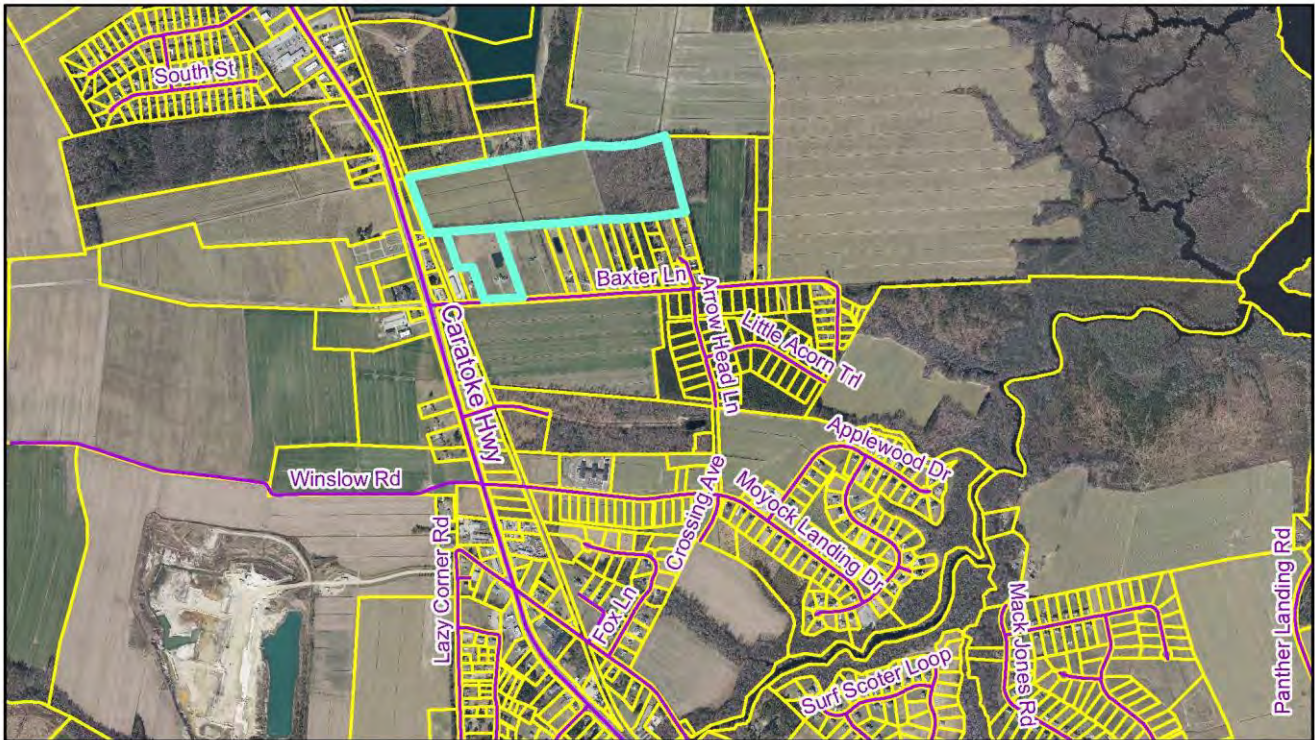 South St
Baxter Ln
Arrow Head Ln
Little Acorn Trl
Caratoke Hwy
Applewood Dr
Winslow Rd
Crossing Ave
Moyock Landing Dr
Lazy Corner Rd
Fox Ln
Mack Jones Rd
Panther Landing Rd
Surf Scoter Loop